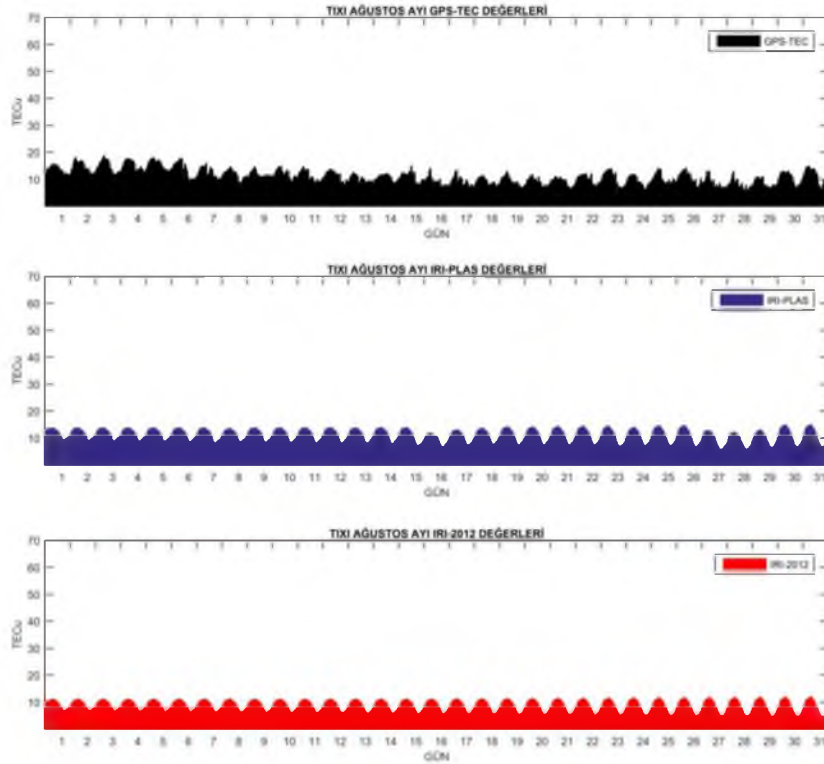 TIXI AĞUSTOS AYI GPS-TEC DEĞERLERİ
70
60
50
40
30
20
10
TECu
GPS-TEC
1 2 3 4 5 6 7 8 9 10 11 12 13 14 15 16 17 18 19 20 21 22 23 24 25 26 27 28 29 30 31
GÜN
TIXI AĞUSTOS AYI IRI-PLAS DEĞERLERİ
70
60
50
40
30
20
10
TECu
IRI-PLAS
1 2 3 4 5 6 7 8 9 10 11 12 13 14 15 16 17 18 19 20 21 22 23 24 25 26 27 28 29 30 31
GÜN
TIXI AĞUSTOS AYI IRI-2012 DEĞERLERİ
70
60
50
40
30
20
10
TECu
IRI-2012
1 2 3 4 5 6 7 8 9 10 11 12 13 14 15 16 17 18 19 20 21 22 23 24 25 26 27 28 29 30 31
GÜN